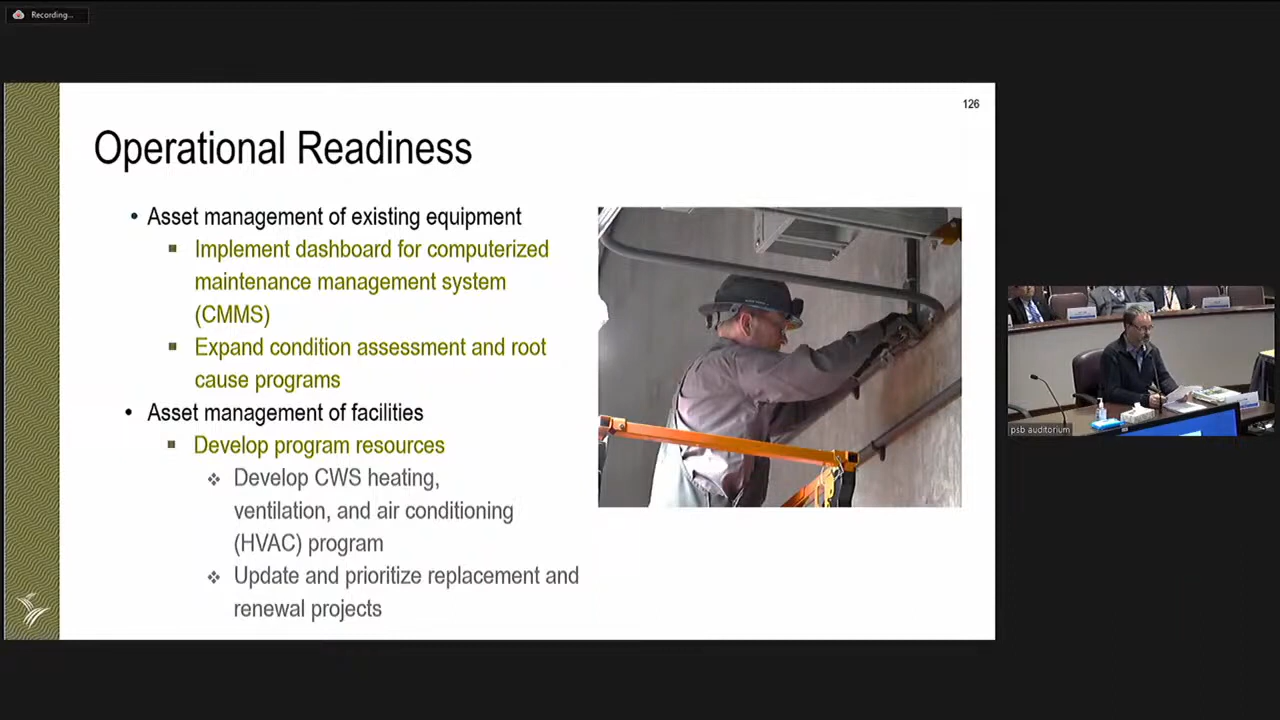 Recording...
126
Operational Readiness
• Asset management of existing equipment
▪ Implement dashboard for computerized
maintenance management system
(CMMS)
▪ Expand condition assessment and root
cause programs
• Asset management of facilities
▪ Develop program resources
❖ Develop CWS heating,
ventilation, and air conditioning
(HVAC) program
❖ Update and prioritize replacement and
renewal projects
psb auditorium